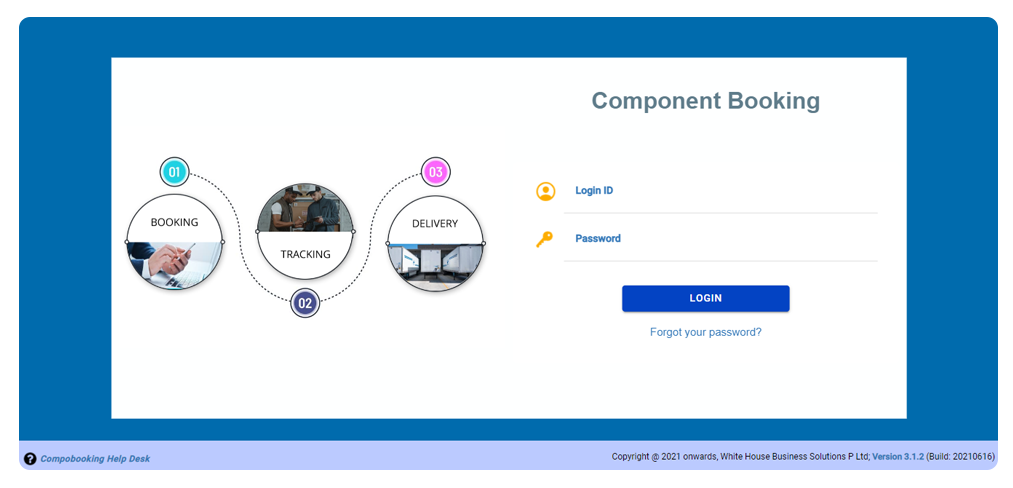 Component Booking
01
03
BOOKING
TRACKING
DELIVERY
02
Login ID
Password
LOGIN
Forgot your password?
? Compobooking Help Desk
Copyright @ 2021 onwards, White House Business Solutions P Ltd; Version 3.1.2 (Build: 20210616)